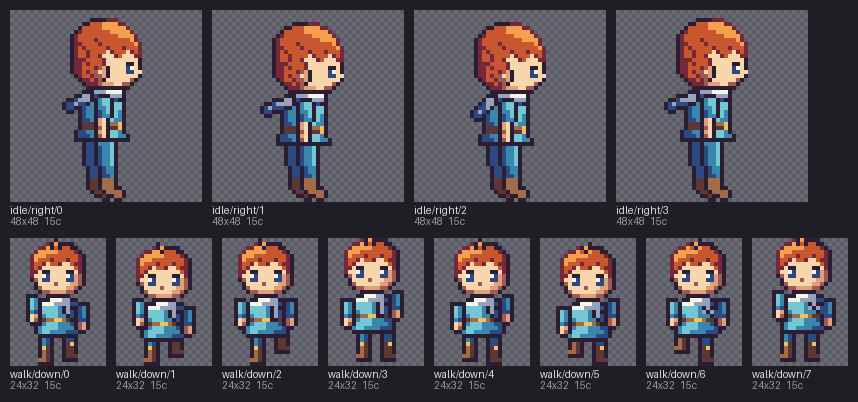 idle/right/0
48x48 15c
idle/right/1
48x48 15c
idle/right/2
48x48 15c
idle/right/3
48x48 15c
walk/down/0
24x32 15c
walk/down/1
24x32 15c
walk/down/2
24x32 15c
walk/down/3
24x32 15c
walk/down/4
24x32 15c
walk/down/5
24x32 15c
walk/down/6
24x32 15c
walk/down/7
24x32 15c